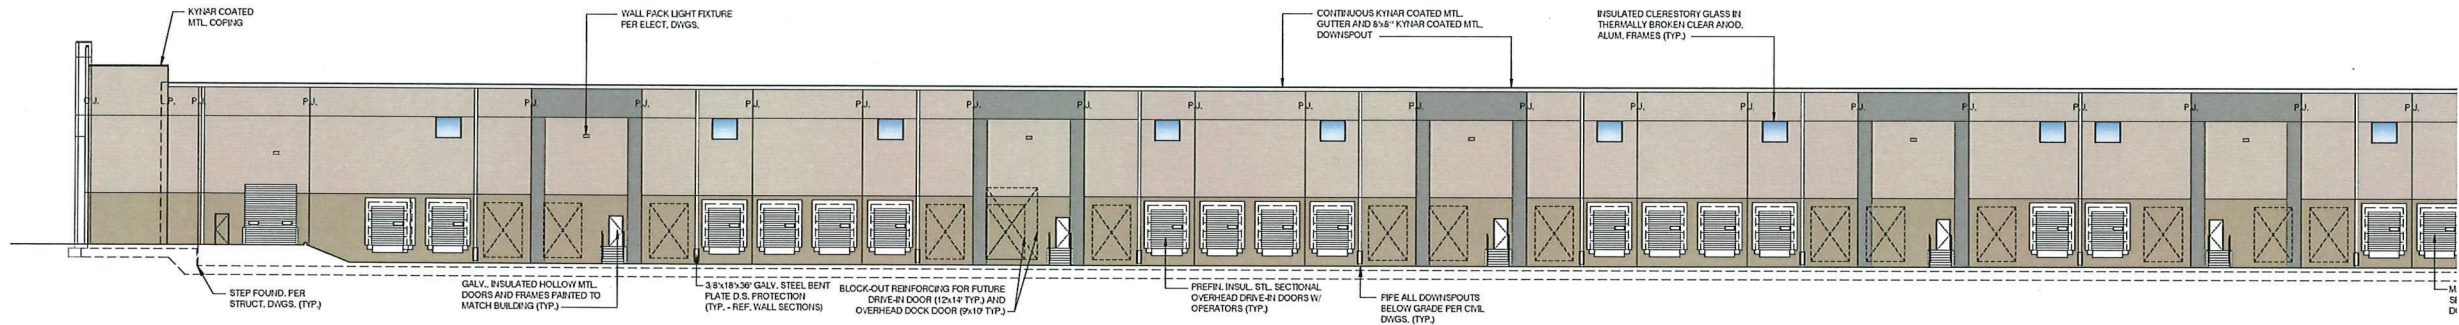 KYNAR COATED
MTL. COPING
WALL PACK LIGHT FIXTURE
PER ELECT. DWGS.
CONTINUOUS KYNAR COATED MTL.
GUTTER AND 8"x8" KYNAR COATED MTL.
DOWNSPOUT
INSULATED CLERESTORY GLASS IN
THERMALLY BROKEN CLEAR ANOD.
ALUM. FRAMES (TYP.)
P.J. P.J. P.J. P.J. P.J. P.J. P.J. P.J. P.J. P.J. P.J. P.J. P.J. P.J. P.J. P.J. P.J. P.J. P.J. P.J.
STEP FOUND. PER
STRUCT. DWGS. (TYP.)
GALV., INSULATED HOLLOW MTL.
DOORS AND FRAMES PAINTED TO
MATCH BUILDING (TYP.)
3/8"x18"x36" GALV. STEEL BENT
PLATE D.S. PROTECTION
(TYP. - REF. WALL SECTIONS)
BLOCK-OUT REINFORCING FOR FUTURE
DRIVE-IN DOOR (12'x14' TYP.) AND
OVERHEAD DOCK DOOR (9'x10' TYP.)
PREFIN. INSUL. STL. SECTIONAL
OVERHEAD DRIVE-IN DOORS W/
OPERATORS (TYP.)
PIPE ALL DOWNSPOUTS
BELOW GRADE PER CIVIL
DWGS. (TYP.)